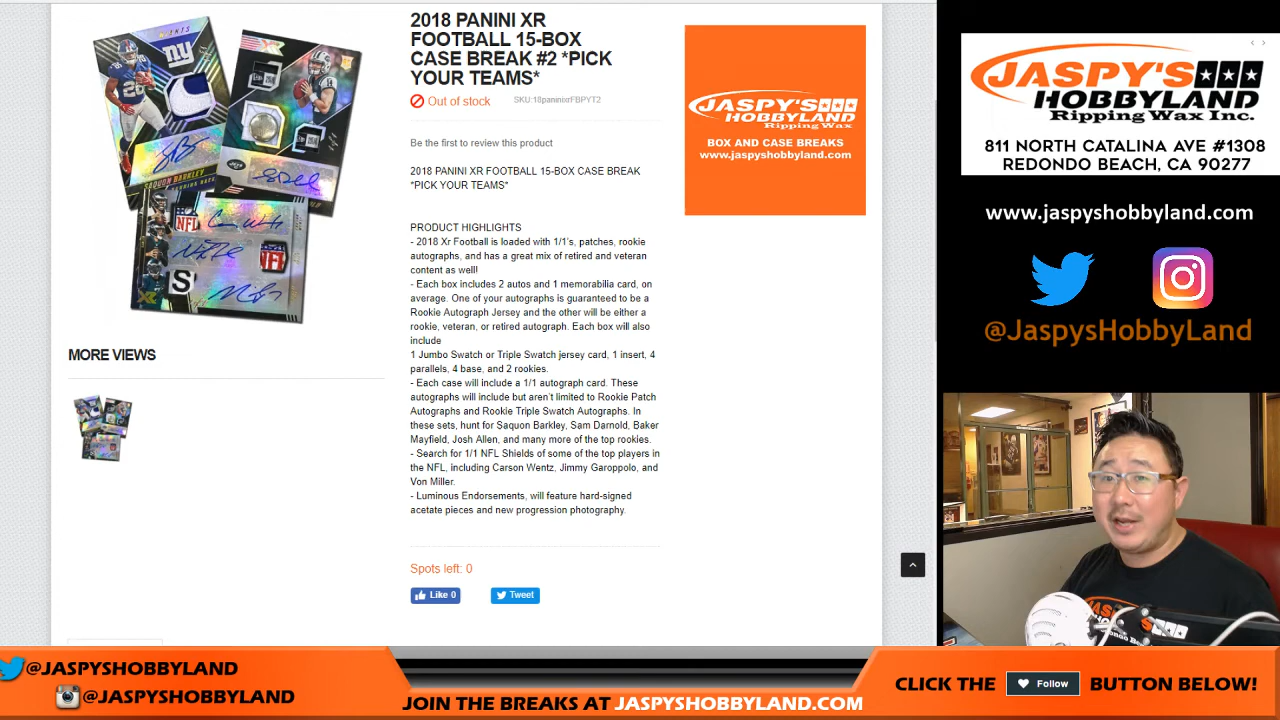 2018 PANINI XR
FOOTBALL 15-BOX
CASE BREAK #2 *PICK
YOUR TEAMS*
Out of stock
SKU:18paninixrFBPYT2
Be the first to review this product
2018 PANINI XR FOOTBALL 15-BOX CASE BREAK
*PICK YOUR TEAMS*
PRODUCT HIGHLIGHTS
- 2018 Xr Football is loaded with 1/1's, patches, rookie
autographs, and has a great mix of retired and veteran
content as well!
- Each box includes 2 autos and 1 memorabilia card, on
average. One of your autographs is guaranteed to be a
Rookie Autograph Jersey and the other will be either a
rookie, veteran, or retired autograph. Each box will also
include
1 Jumbo Swatch or Triple Swatch jersey card, 1 insert, 4
parallels, 4 base, and 2 rookies.
- Each case will include a 1/1 autograph card. These
autographs will include but aren't limited to Rookie Patch
Autographs and Rookie Triple Swatch Autographs. In
these sets, hunt for Saquon Barkley, Sam Darnold, Baker
Mayfield, Josh Allen, and many more of the top rookies.
- Search for 1/1 NFL Shields of some of the top players in
the NFL, including Carson Wentz, Jimmy Garoppolo, and
Von Miller.
- Luminous Endorsements, will feature hard-signed
acetate pieces and new progression photography.
Spots left: 0
Like 0
Tweet
MORE VIEWS
GIANTS
ny
XR
RC
SAQUON BARKLEY
JETS
NFL
NFL
S
XR
JASPY'S
HOBBYLAND
Ripping Wax
BOX AND CASE BREAKS
www.jaspyshobbyland.com
JASPY'S
HOBBYLAND
Ripping Wax Inc.
811 NORTH CATALINA AVE #1308
REDONDO BEACH, CA 90277
www.jaspyshobbyland.com
@JaspysHobbyLand
JASPY'S
@JASPYSHOBBYLAND
@JASPYSHOBBYLAND
JOIN THE BREAKS AT JASPYSHOBBYLAND.COM
CLICK THE Follow BUTTON BELOW!